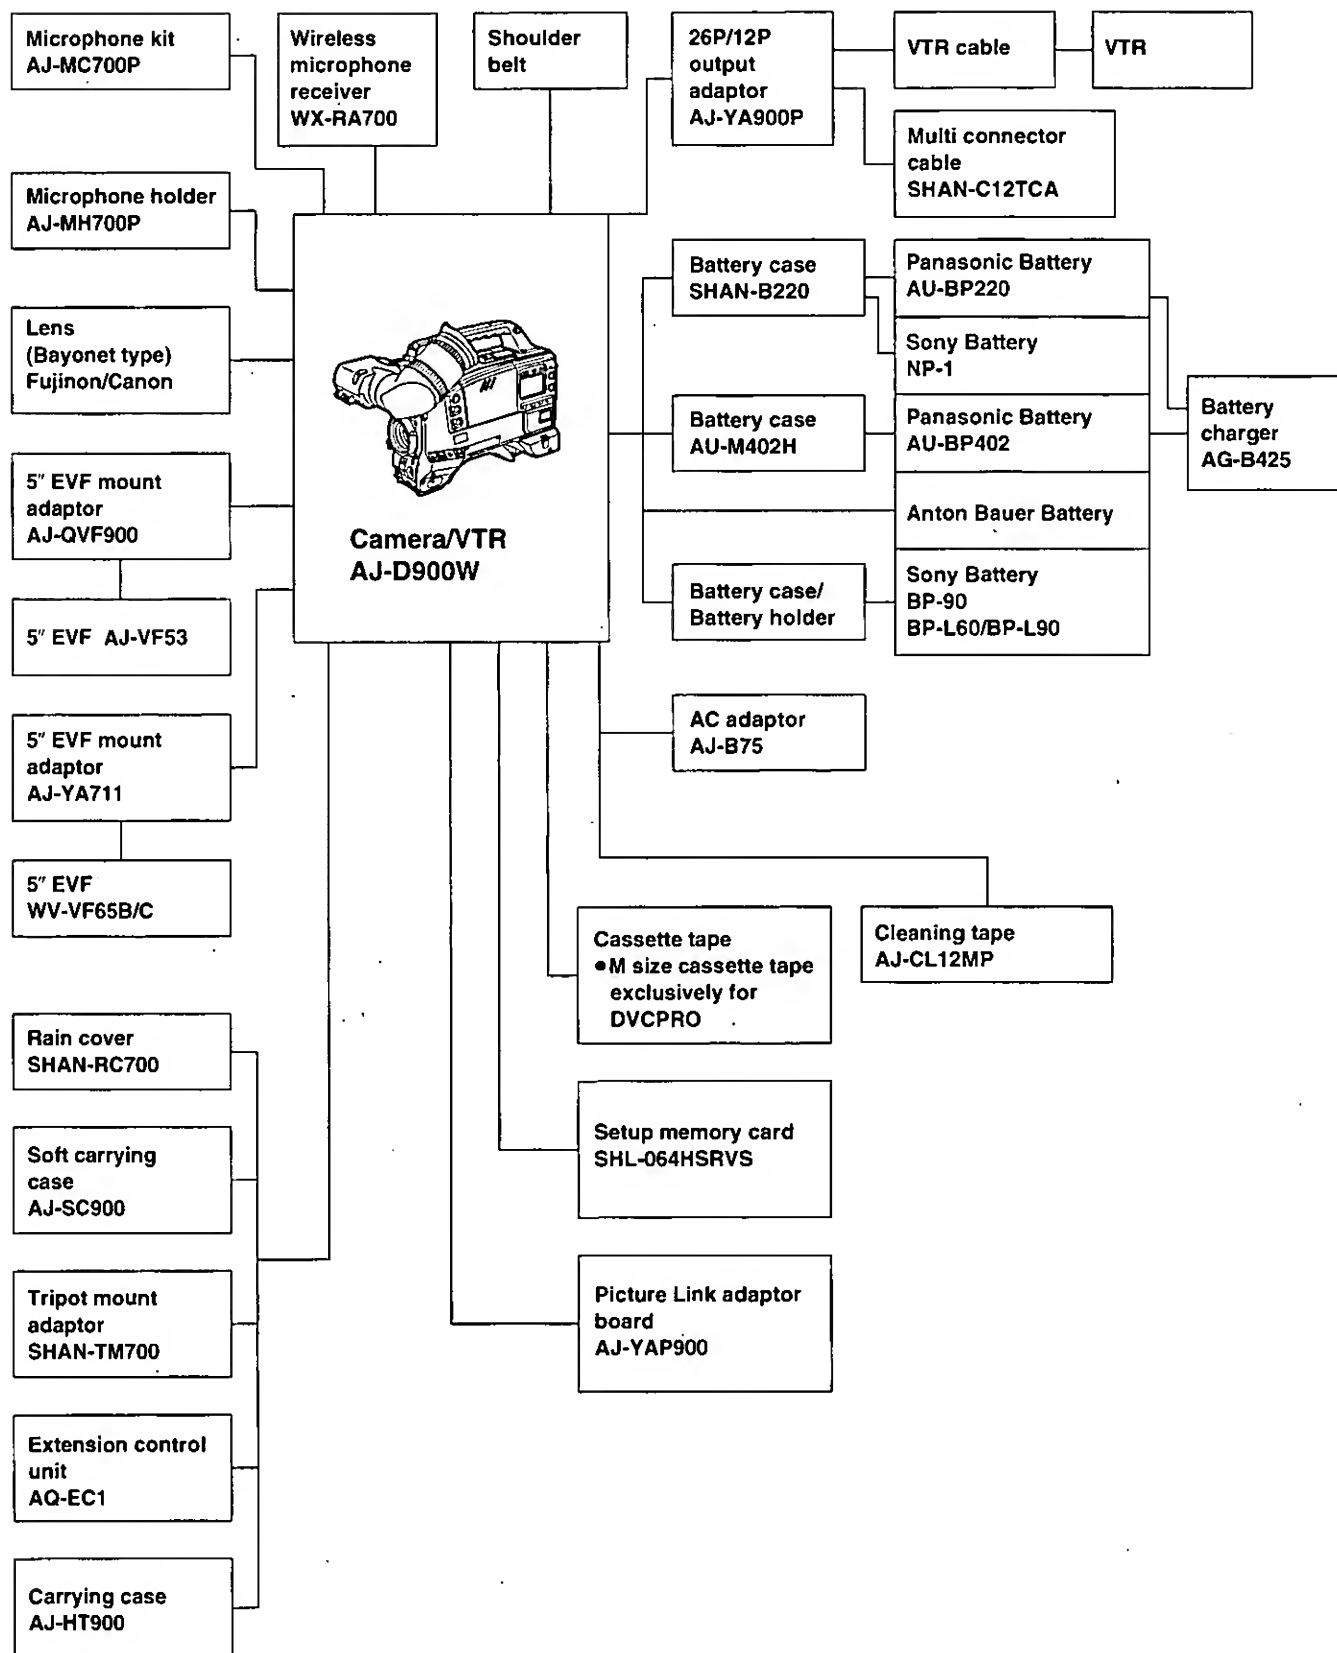 Microphone kit
AJ-MC700P
Wireless
microphone
receiver
WX-RA700
Shoulder
belt
26P/12P
output
adaptor
AJ-YA900P
VTR cable
VTR
Multi connector
cable
SHAN-C12TCA
Microphone holder
AJ-MH700P
Lens
(Bayonet type)
Fujinon/Canon
5" EVF mount
adaptor
AJ-QVF900
5" EVF AJ-VF53
5" EVF mount
adaptor
AJ-YA711
5" EVF
WV-VF65B/C
Camera/VTR
AJ-D900W
Battery case
SHAN-B220
Panasonic Battery
AU-BP220
Sony Battery
NP-1
Battery case
AU-M402H
Panasonic Battery
AU-BP402
Battery
charger
AG-B425
Anton Bauer Battery
Battery case/
Battery holder
Sony Battery
BP-90
BP-L60/BP-L90
AC adaptor
AJ-B75
Cassette tape
●M size cassette tape
exclusively for
DVCPRO
Cleaning tape
AJ-CL12MP
Rain cover
SHAN-RC700
Soft carrying
case
AJ-SC900
Tripot mount
adaptor
SHAN-TM700
Extension control
unit
AQ-EC1
Carrying case
AJ-HT900
Setup memory card
SHL-064HSRVS
Picture Link adaptor
board
AJ-YAP900